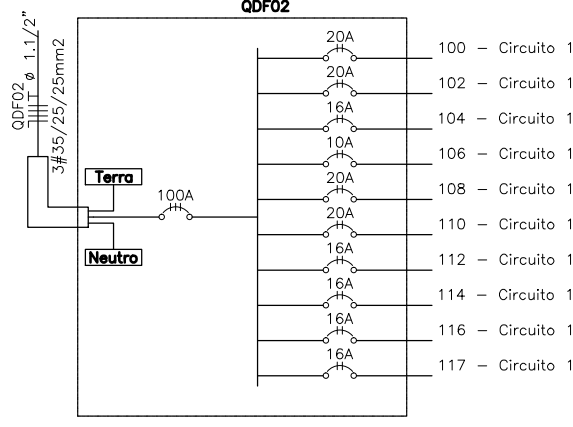 QDF02
QDF02 ø 1.1/2"
3#35/25/25mm2
Terra
100A
Neutro
20A
100 - Circuito 1
20A
102 - Circuito 1
16A
104 - Circuito 1
10A
106 - Circuito 1
20A
108 - Circuito 1
20A
110 - Circuito 1
16A
112 - Circuito 1
16A
114 - Circuito 1
16A
116 - Circuito 1
16A
117 - Circuito 1